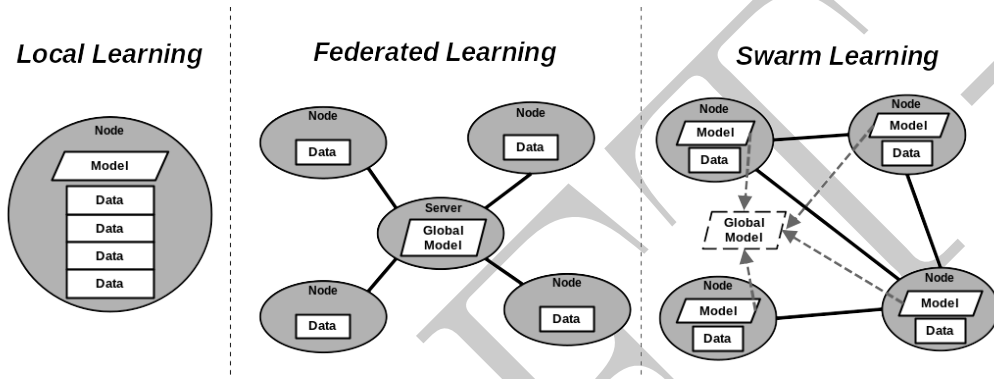 Local Learning
Node
Model
Data
Data
Data
Data
Federated Learning
Node
Data
Node
Data
Server
Global
Model
Node
Data
Node
Data
Swarm Learning
Node
Model
Data
Node
Model
Data
Global
Model
Node
Model
Data
Node
Model
Data